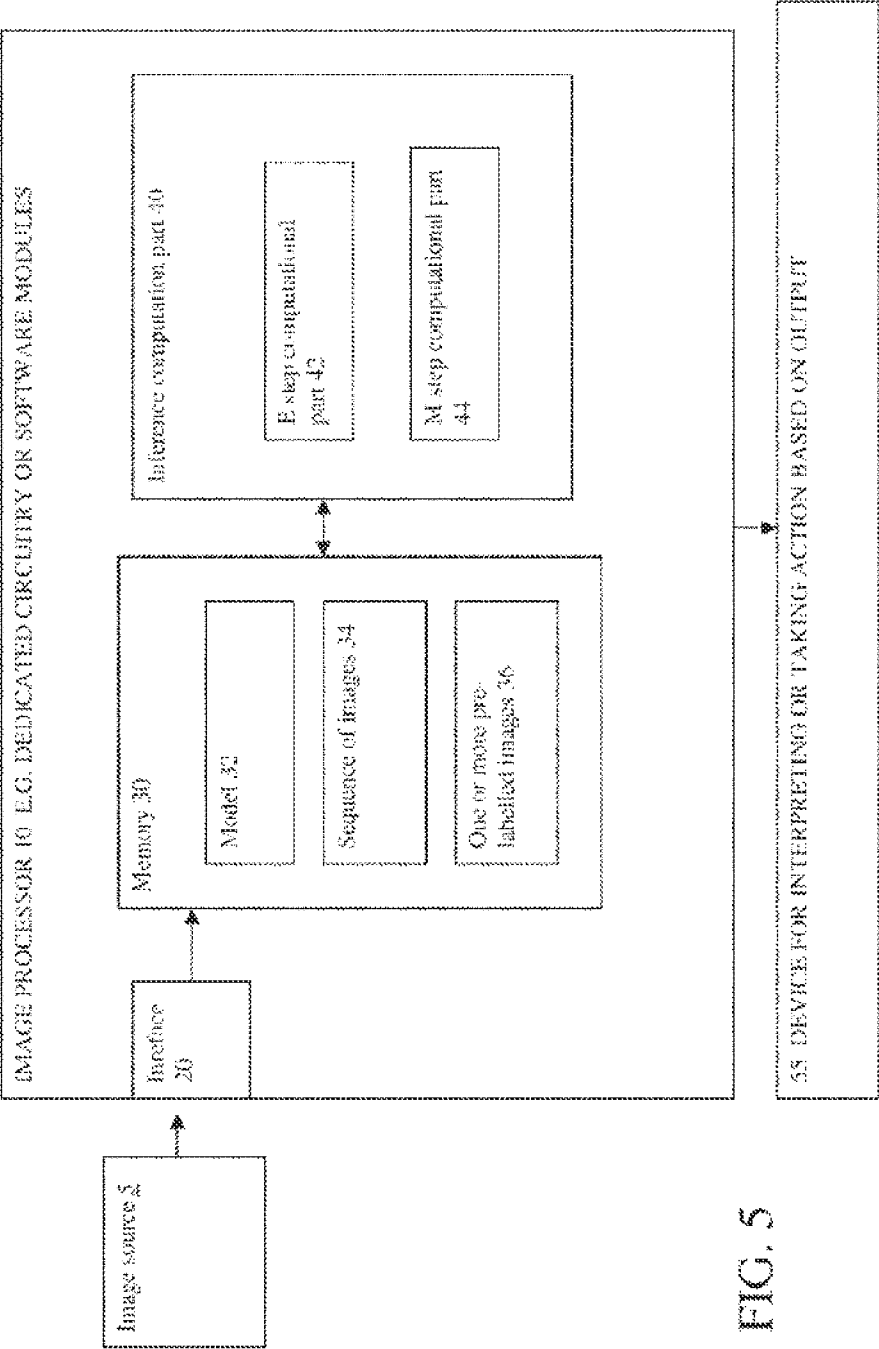 IMAGE PROCESSOR 10 E.G. DEDICATED CIRCUITRY OR SOFTWARE MODULES
Image source 5
Inreface
20
Memory 30
Model 32
Sequence of images 34
One or more pre-
labelled images 36
Inference computation part 40
E step computational
part 42
M step computational part
44
55 DEVICE FOR INTERPRETING OR TAKING ACTION BASED ON OUTPUT
FIG. 5